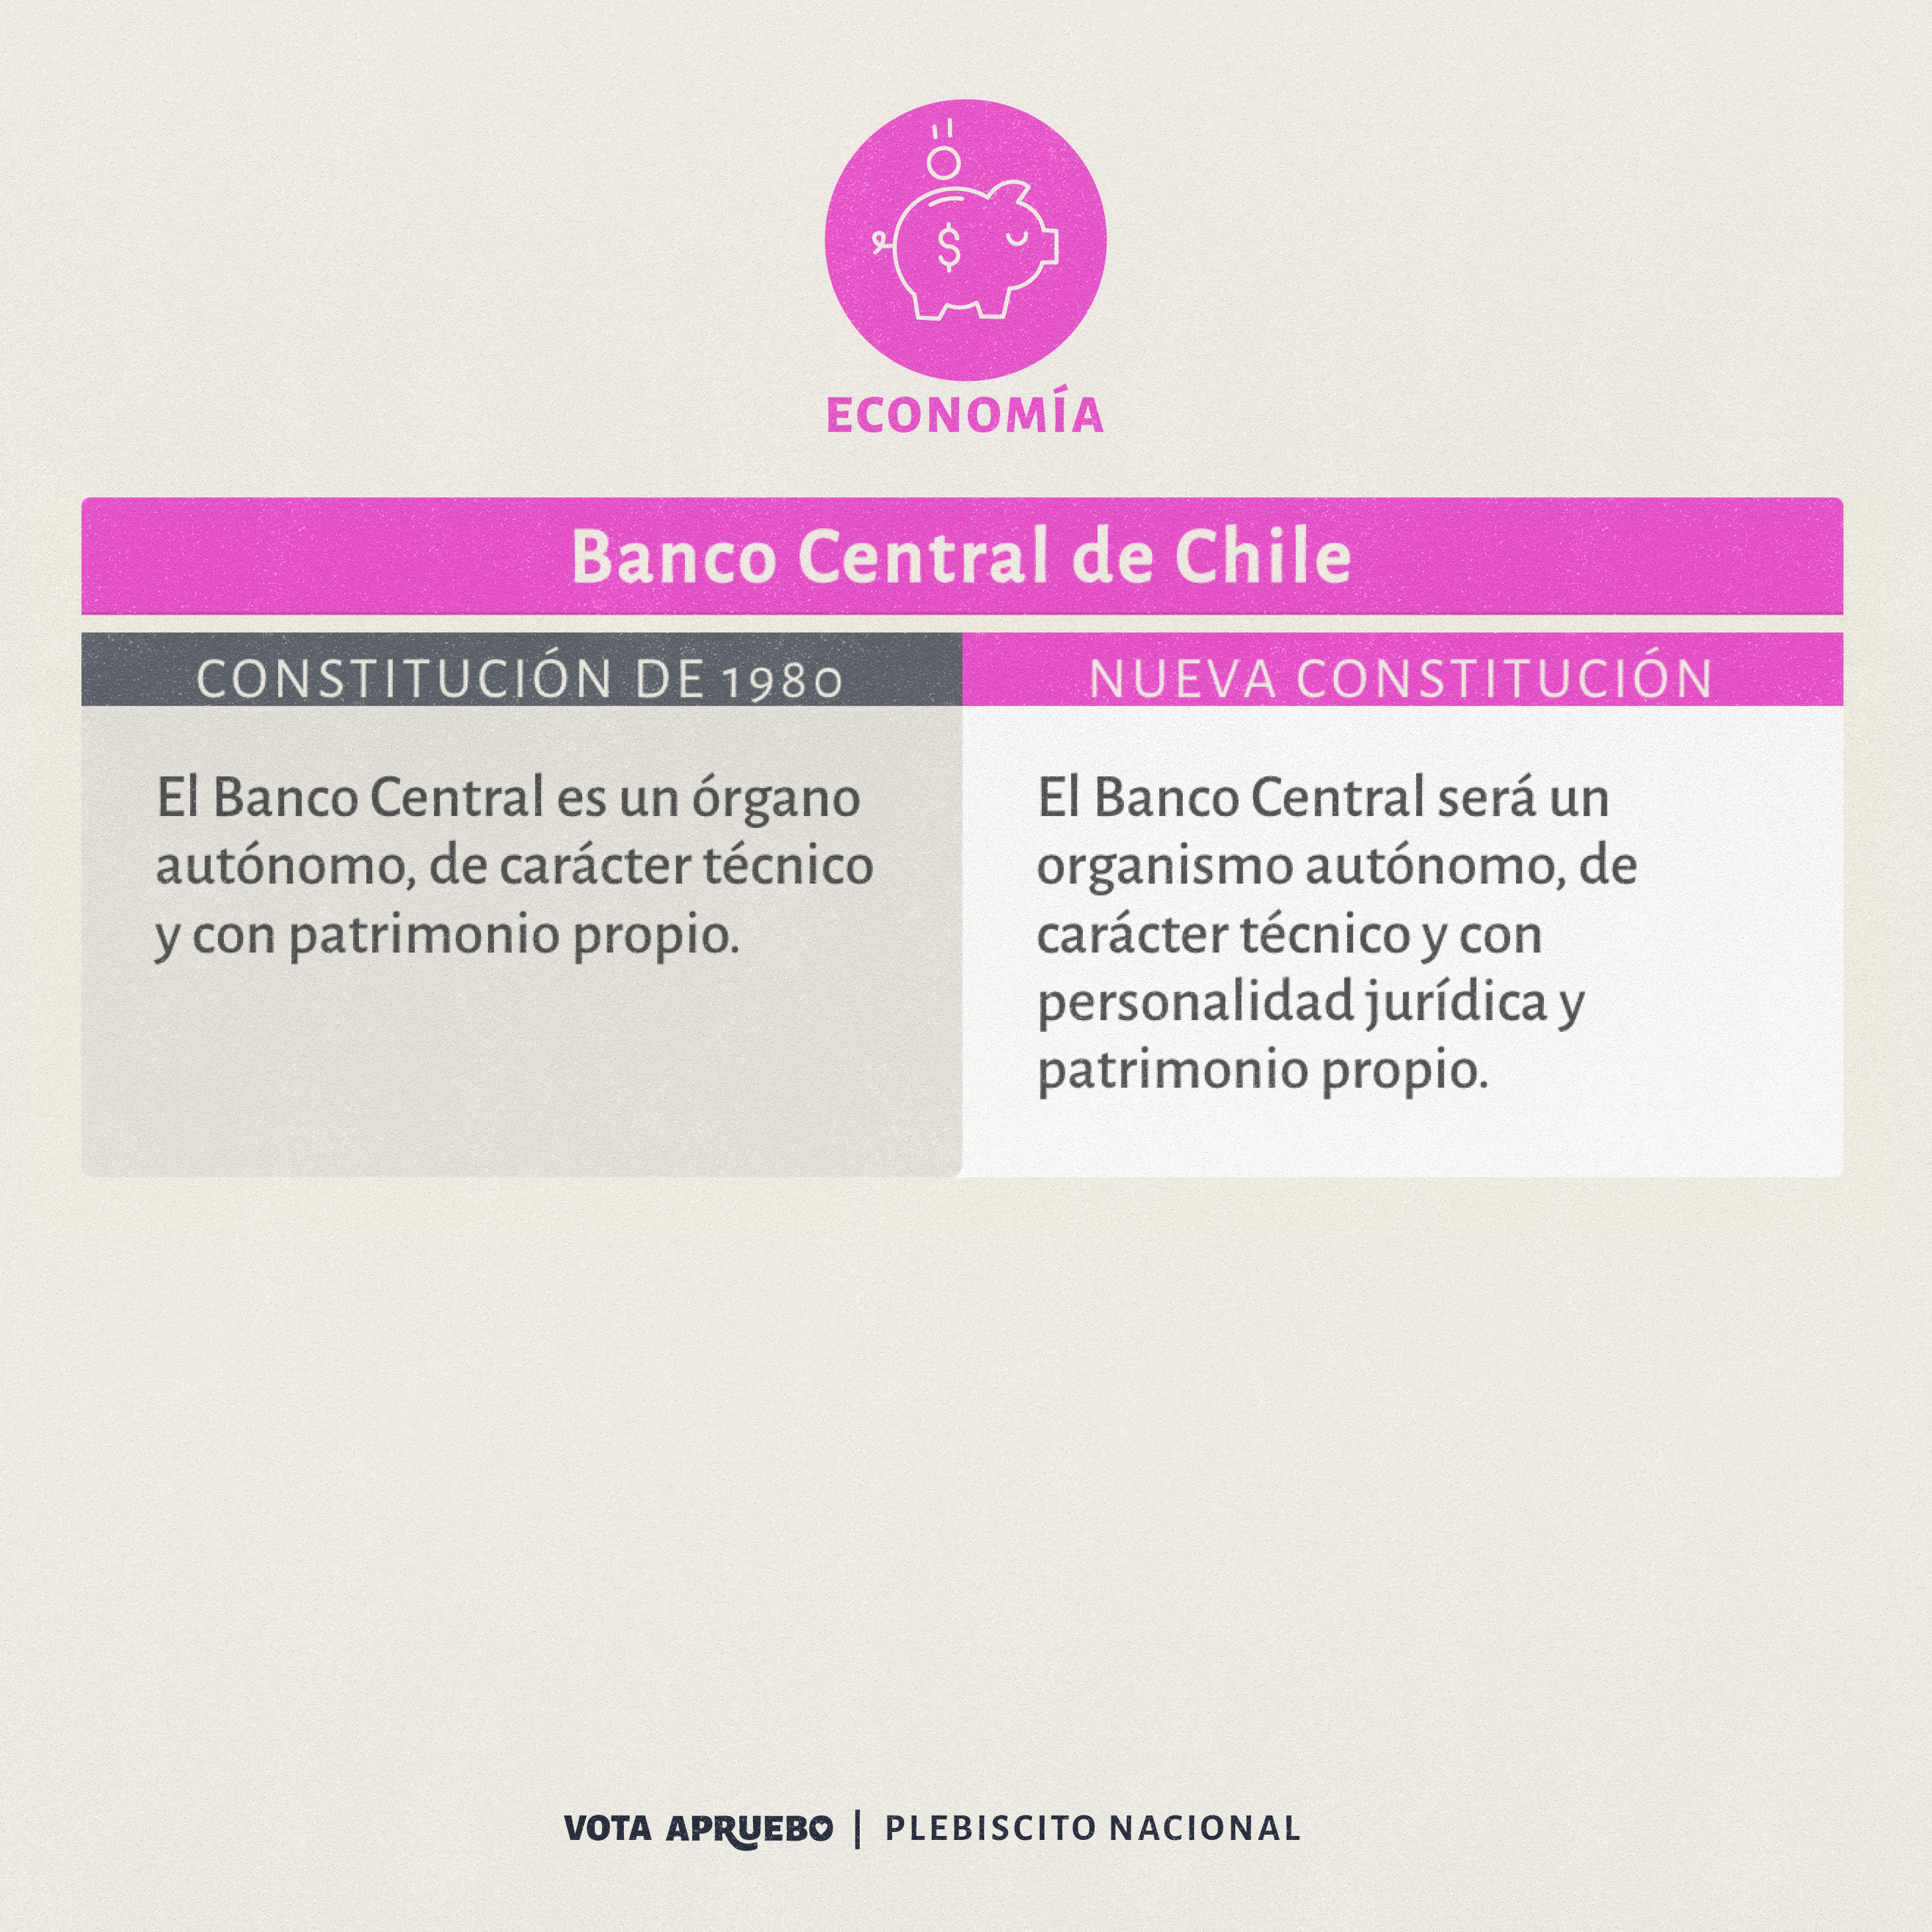 $
ECONOMÍA
Banco Central de Chile
CONSTITUCIÓN DE 1980
El Banco Central es un órgano
autónomo, de carácter técnico
y con patrimonio propio.
NUEVA CONSTITUCIÓN
El Banco Central será un
organismo autónomo, de
carácter técnico y con
personalidad jurídica y
patrimonio propio.
VOTA APRUEBO | PLEBISCITO NACIONAL